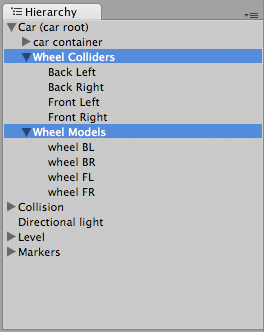 Hierarchy
Car (car root)
car container
Wheel Colliders
Back Left
Back Right
Front Left
Front Right
Wheel Models
wheel BL
wheel BR
wheel FL
wheel FR
Collision
Directional light
Level
Markers